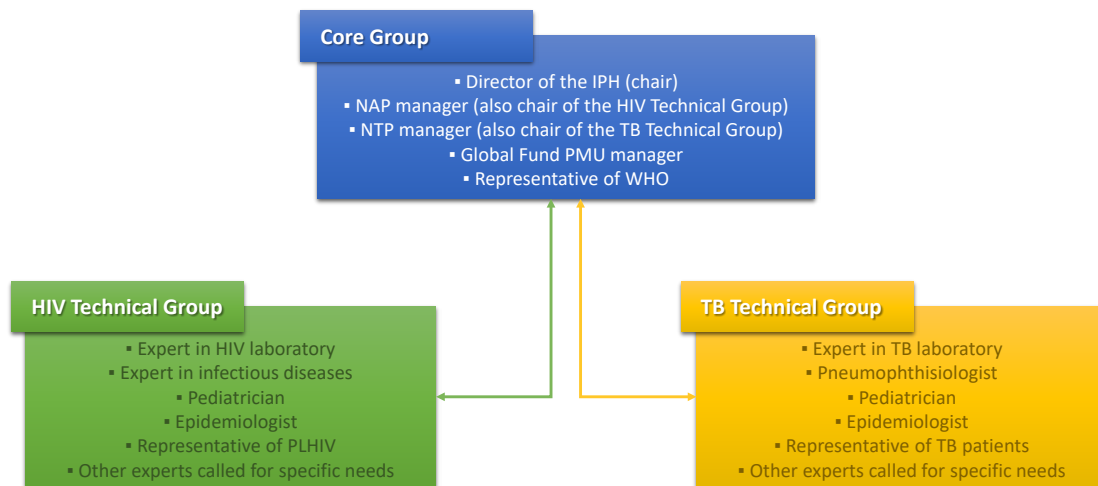 Core Group
▪ Director of the IPH (chair)
▪ NAP manager (also chair of the HIV Technical Group)
▪ NTP manager (also chair of the TB Technical Group)
▪ Global Fund PMU manager
▪ Representative of WHO
HIV Technical Group
▪ Expert in HIV laboratory
▪ Expert in infectious diseases
▪ Pediatrician
▪ Epidemiologist
▪ Representative of PLHIV
▪ Other experts called for specific needs
TB Technical Group
▪ Expert in TB laboratory
▪ Pneumophthisiologist
▪ Pediatrician
▪ Epidemiologist
▪ Representative of TB patients
▪ Other experts called for specific needs